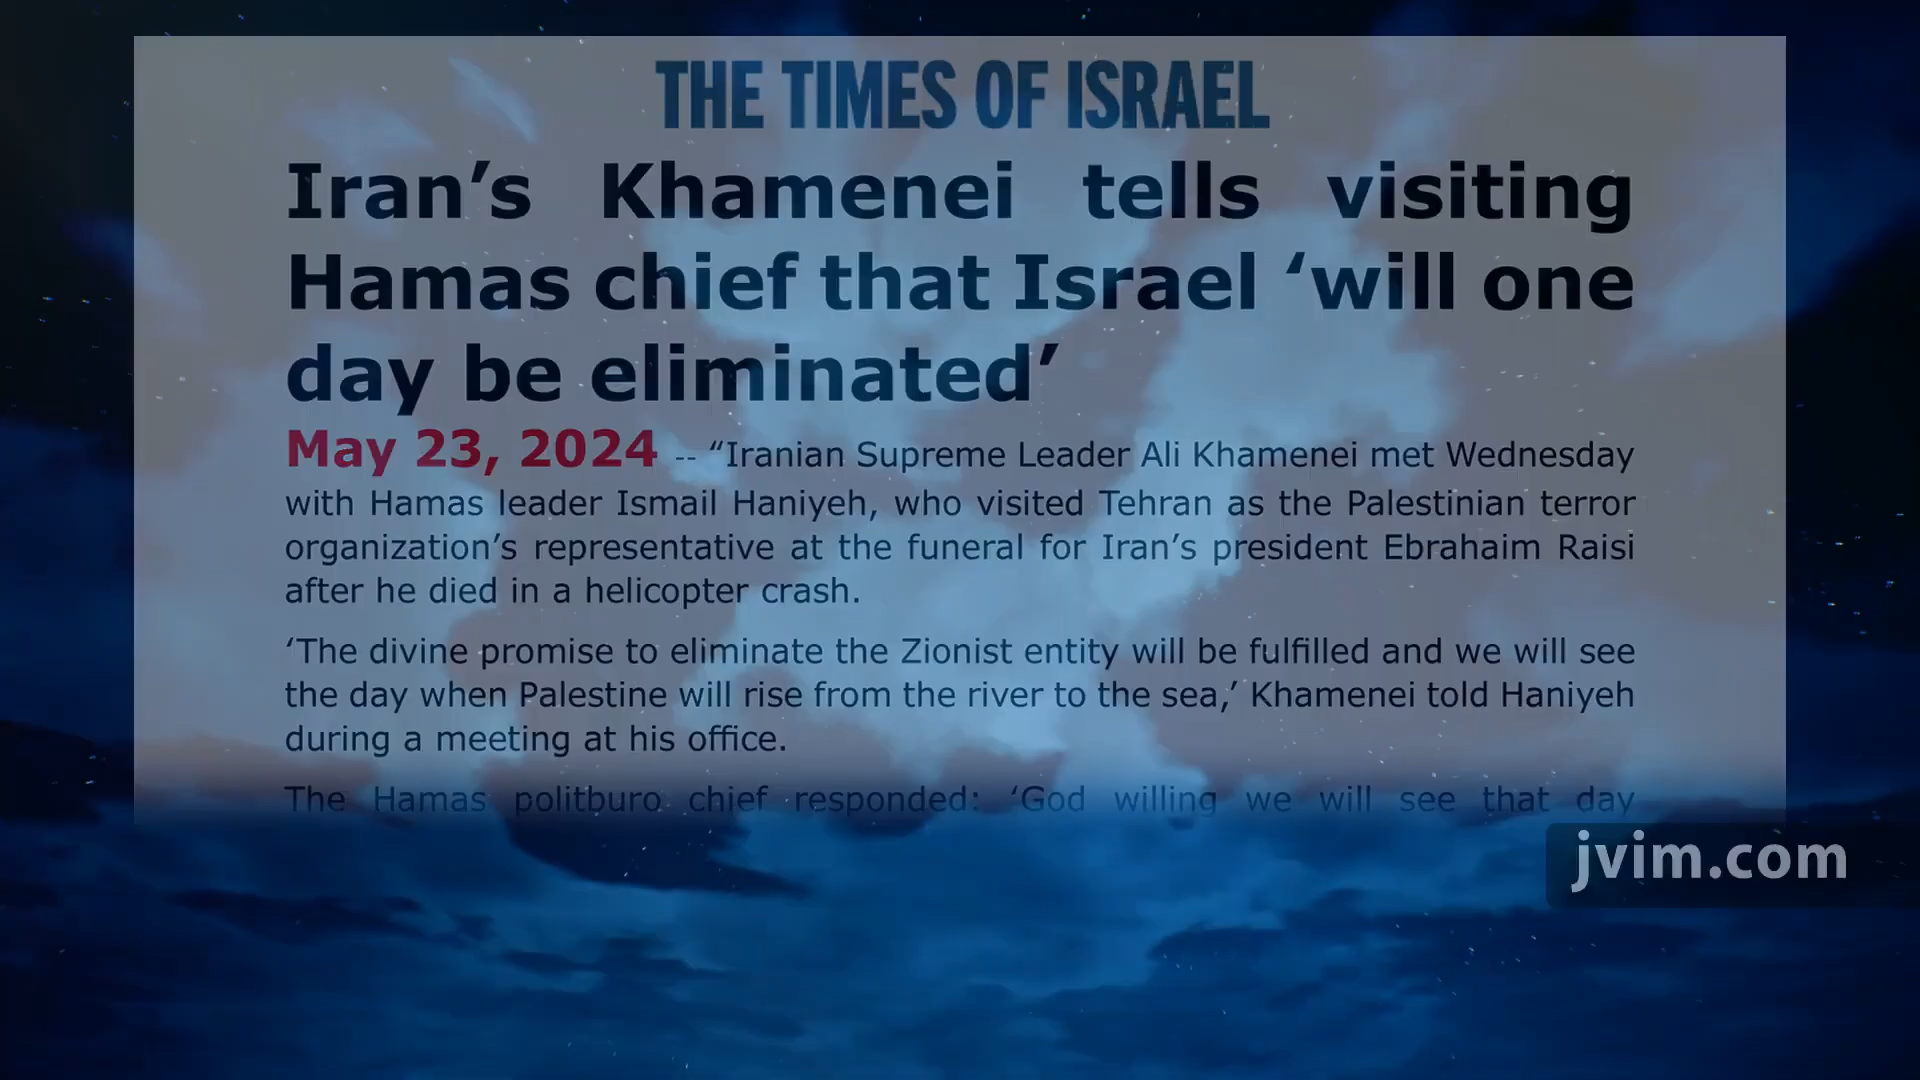 THE TIMES OF ISRAEL
Iran’s Khamenei tells visiting
Hamas chief that Israel ‘will one
day be eliminated’
May 23, 2024 -- “Iranian Supreme Leader Ali Khamenei met Wednesday
with Hamas leader Ismail Haniyeh, who visited Tehran as the Palestinian terror
organization’s representative at the funeral for Iran’s president Ebrahaim Raisi
after he died in a helicopter crash.
‘The divine promise to eliminate the Zionist entity will be fulfilled and we will see
the day when Palestine will rise from the river to the sea,’ Khamenei told Haniyeh
during a meeting at his office.
The Hamas politburo chief responded: ‘God willing we will see that day
jvim.com